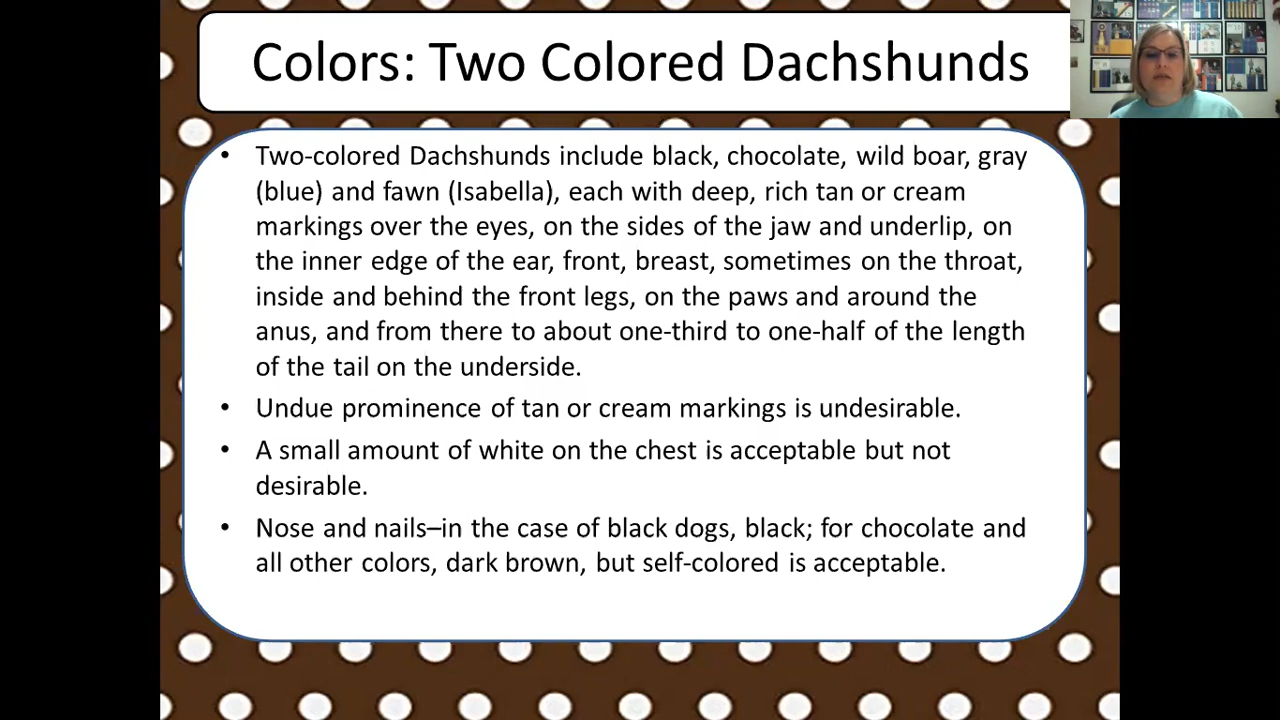 Colors: Two Colored Dachshunds
• Two-colored Dachshunds include black, chocolate, wild boar, gray
(blue) and fawn (Isabella), each with deep, rich tan or cream
markings over the eyes, on the sides of the jaw and underlip, on
the inner edge of the ear, front, breast, sometimes on the throat,
inside and behind the front legs, on the paws and around the
anus, and from there to about one-third to one-half of the length
of the tail on the underside.
• Undue prominence of tan or cream markings is undesirable.
• A small amount of white on the chest is acceptable but not
desirable.
• Nose and nails–in the case of black dogs, black; for chocolate and
all other colors, dark brown, but self-colored is acceptable.